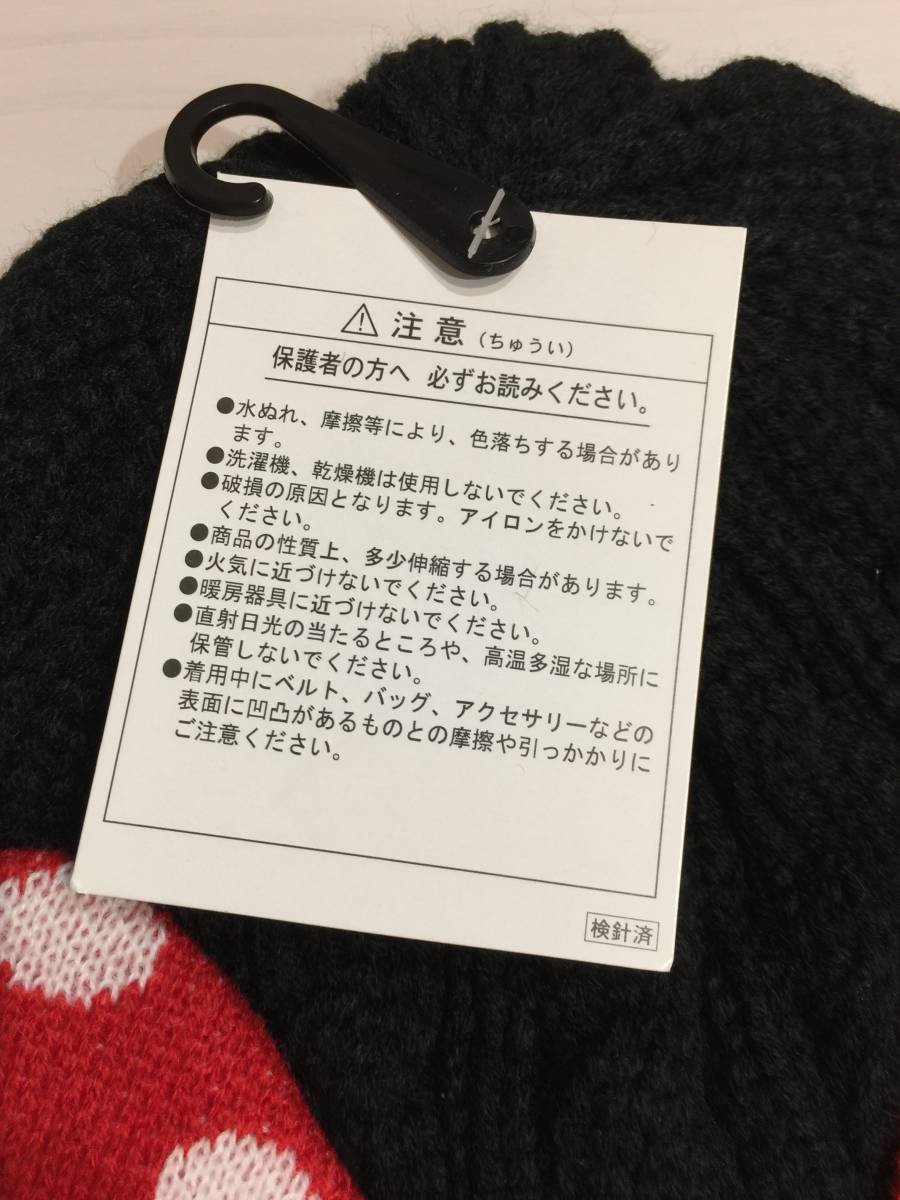 注意（ちゅうい）
保護者の方へ 必ずお読みください。
●水ぬれ、摩擦等により、色落ちする場合があり
ます。
●洗濯機、乾燥機は使用しないでください。
●破損の原因となります。アイロンをかけないで
ください。
●商品の性質上、多少伸縮する場合があります。
●火気に近づけないでください。
●暖房器具に近づけないでください。
●直射日光の当たるところや、高温多湿な場所に
保管しないでください。
●着用中にベルト、バッグ、アクセサリーなどの
表面に凹凸があるものとの摩擦や引っかかりに
ご注意ください。
検針済